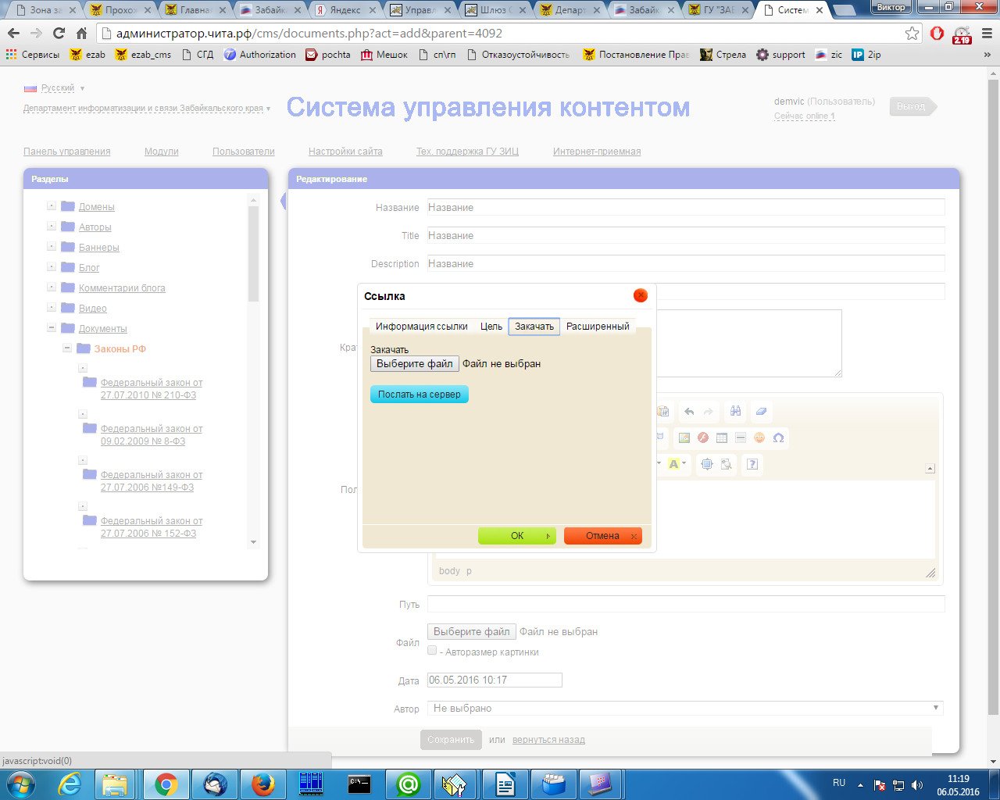 Зона за
Прохож
Главная
Забайк
Яндекс
Управл
Шлюз С
Департ
Забайк
ГУ "ЗАБ
Систем
Виктор
администратор.чита.рф/cms/documents.php?act=add&parent=4092
2.19
Сервисы
ezab
ezab_cms
СГД
Authorization
pochta
Мешок
сп\гп
Отказоустойчивость
Постановление Прав
Стрела
support
zic
2ip
»
Русский
Департамент информатизации и связи Забайкальского края
Система управления контентом
demvic (Пользователь)
Сейчас online 1
Выход
Панель управления
Модули
Пользователи
Настройки сайта
Тех. поддержка ГУ ЗИЦ
Интернет-приемная
Разделы
Домены
Авторы
Баннеры
Блог
Комментарии блога
Видео
Документы
Законы РФ
Федеральный закон от
27.07.2010 № 210-ФЗ
Федеральный закон от
09.02.2009 № 8-ФЗ
Федеральный закон от
27.07.2006 №149-ФЗ
Федеральный закон от
27.07.2006 № 152-ФЗ
Редактирование
Название
Название
Title
Название
Description
Название
Крат
Пол
Ссылка
Информация ссылки
Цель
Закачать
Расширенный
Закачать
Выберите файл
Файл не выбран
Послать на сервер
ОК
Отмена
body p
Путь
Файл
Выберите файл
Файл не выбран
- Авторазмер картинки
Дата
06.05.2016 10:17
Автор
Не выбрано
Сохранить
или
вернуться назад
javascript:void(0)
RU
11:19
06.05.2016